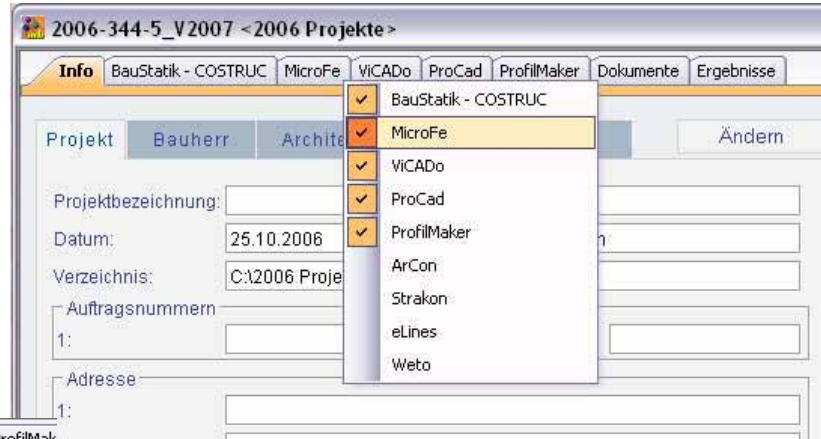 2006-344-5_V2007 <2006 Projekte>
Info BauStatik - COSTRUC MicroFe ViCADo ProCad ProfilMaker Dokumente Ergebnisse
BauStatik - COSTRUC
MicroFe
ViCADo
ProCad
ProfilMaker
ArCon
Strakon
eLines
Weto
Projekt Bauherr Ändern
Projektbezeichnung:
Datum: 25.10.2006
Verzeichnis: C:\2006 Proje
Auftragsnummern
1:
Adresse
1: